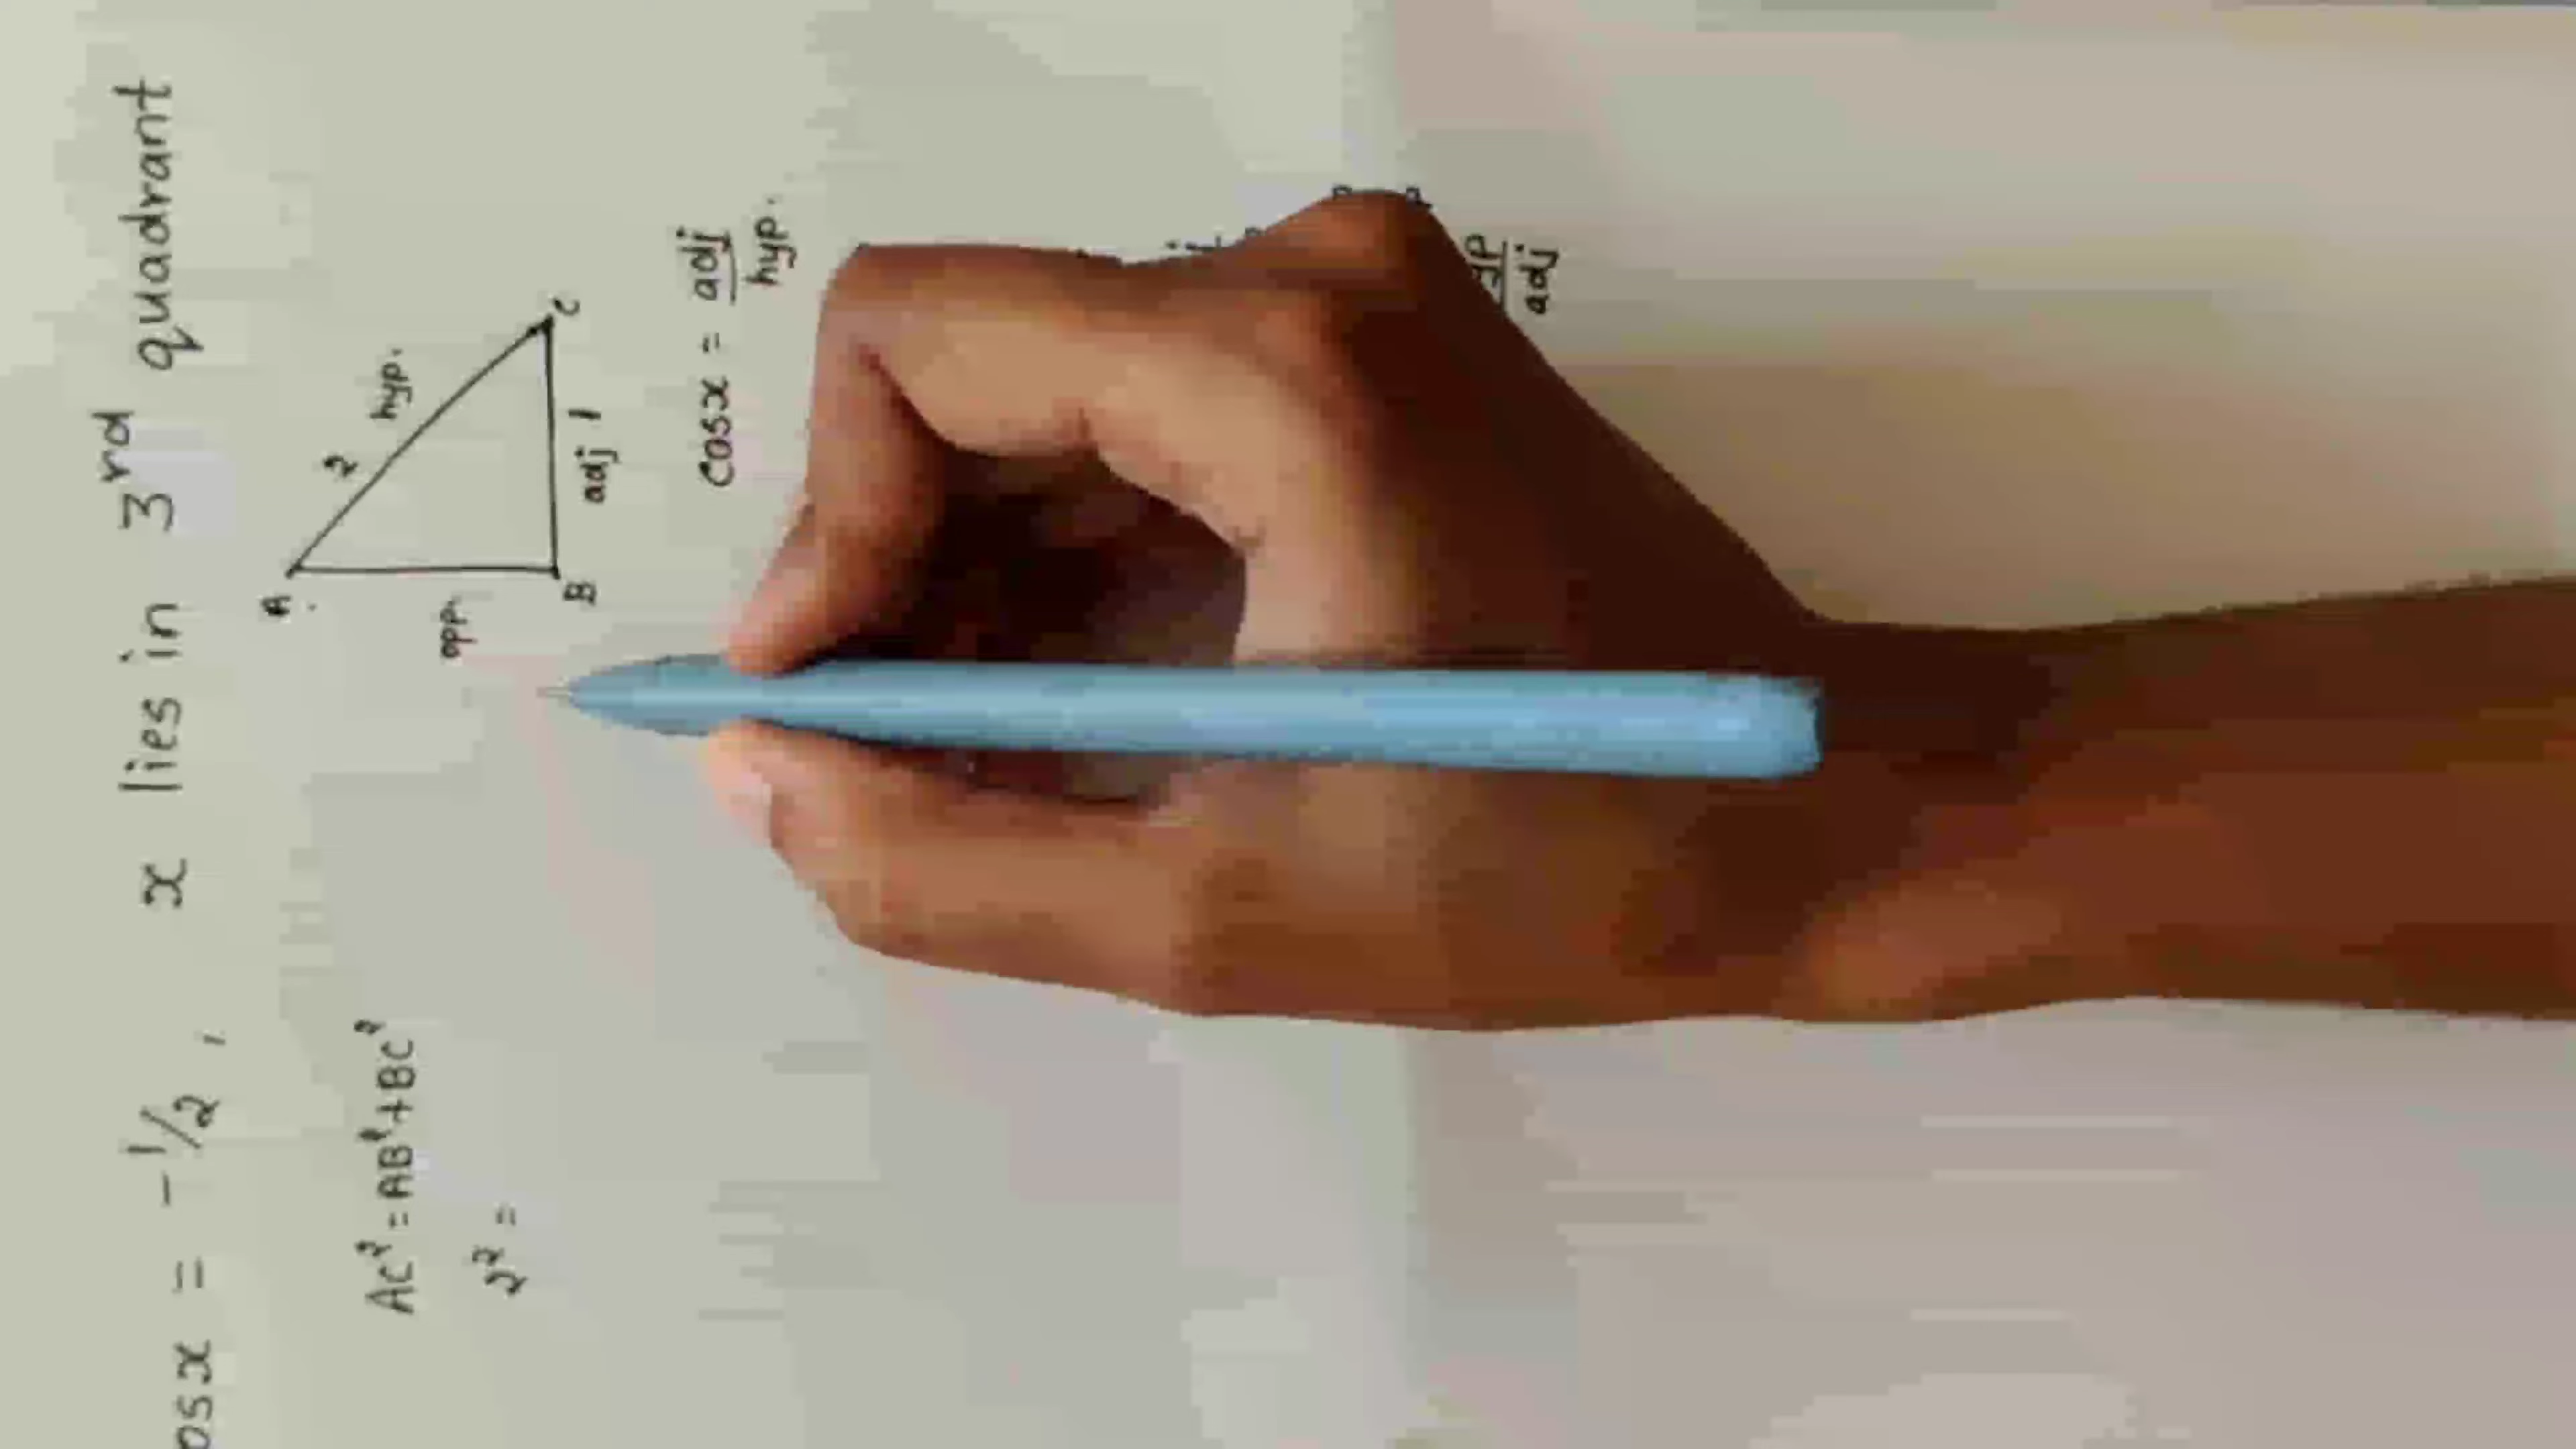 cosx = -1/2, x lies in 3rd quadrant
A
2 hyp.
opp.
AC² = AB² + BC²
B
C
adj 1
2² =
cosx = adj/hyp.
adj